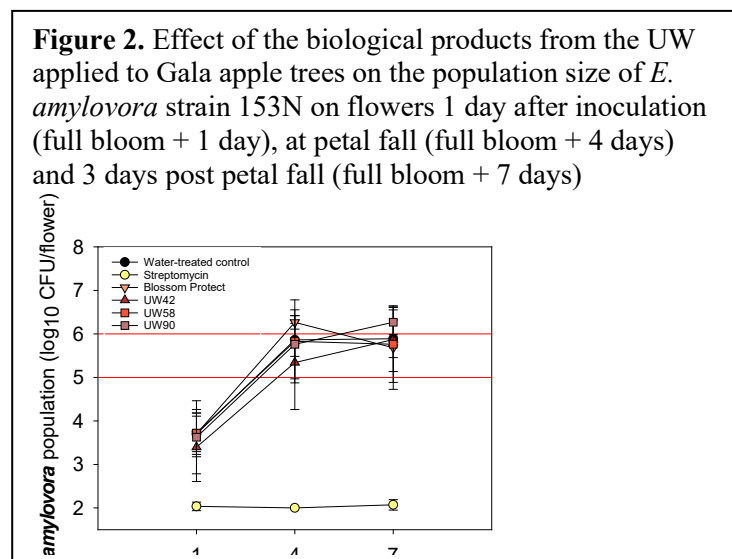 Figure 2. Effect of the biological products from the UW
applied to Gala apple trees on the population size of E.
amylovora strain 153N on flowers 1 day after inoculation
(full bloom + 1 day), at petal fall (full bloom + 4 days)
and 3 days post petal fall (full bloom + 7 days)
amylovora population (log10 CFU/flower)
8
7
6
5
4
3
2
Water-treated control
Streptomycin
Blossom Protect
UW42
UW58
UW90
1 4 7